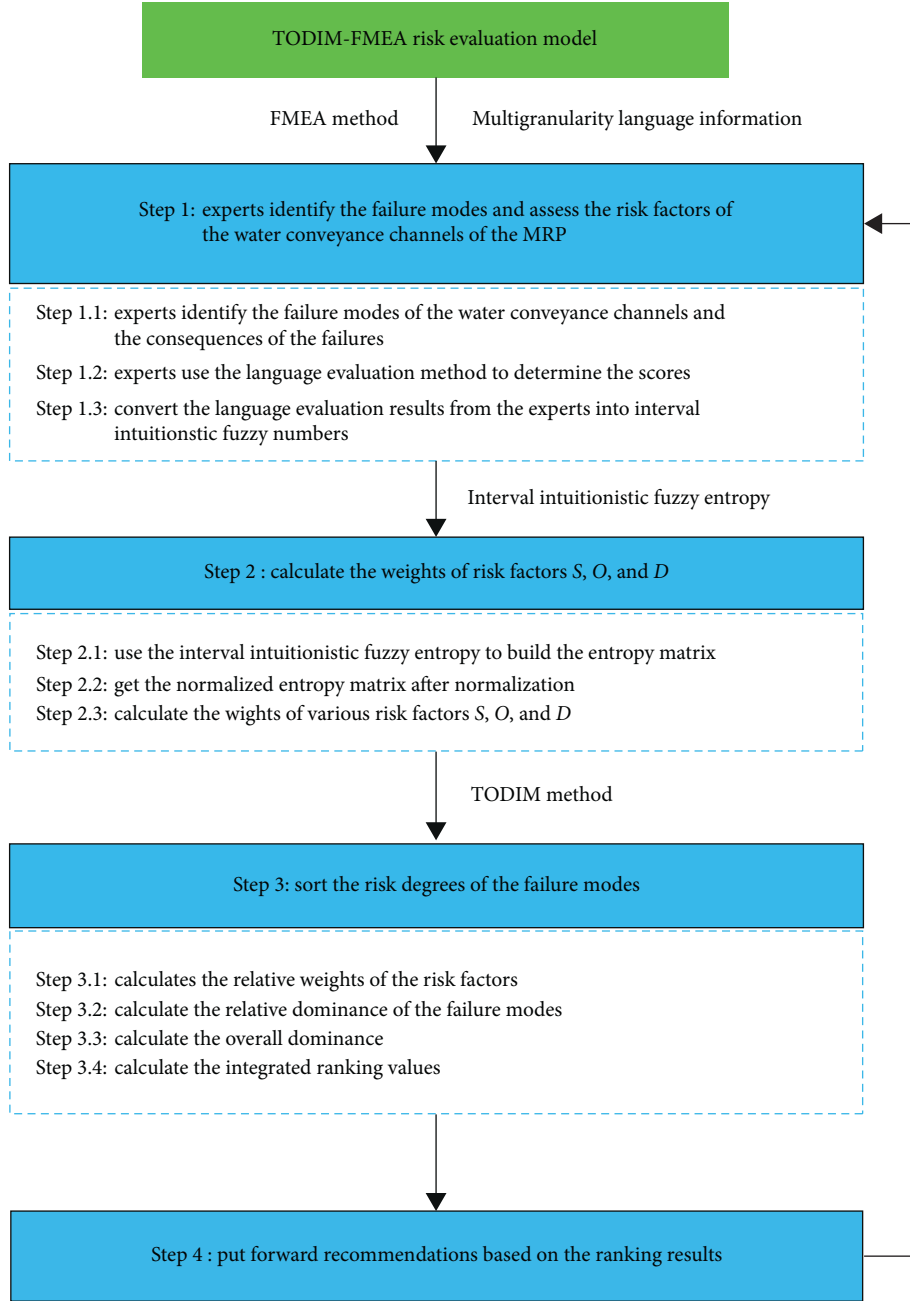 TODIM-FMEA risk evaluation model
FMEA method
Multigranularity language information
Step 1: experts identify the failure modes and assess the risk factors of
the water conveyance channels of the MRP
Step 1.1: experts identify the failure modes of the water conveyance channels and
the consequences of the failures
Step 1.2: experts use the language evaluation method to determine the scores
Step 1.3: convert the language evaluation results from the experts into interval
intuitionstic fuzzy numbers
Interval intuitionistic fuzzy entropy
Step 2 : calculate the weights of risk factors S, O, and D
Step 2.1: use the interval intuitionistic fuzzy entropy to build the entropy matrix
Step 2.2: get the normalized entropy matrix after normalization
Step 2.3: calculate the wights of various risk factors S, O, and D
TODIM method
Step 3: sort the risk degrees of the failure modes
Step 3.1: calculates the relative weights of the risk factors
Step 3.2: calculate the relative dominance of the failure modes
Step 3.3: calculate the overall dominance
Step 3.4: calculate the integrated ranking values
Step 4 : put forward recommendations based on the ranking results